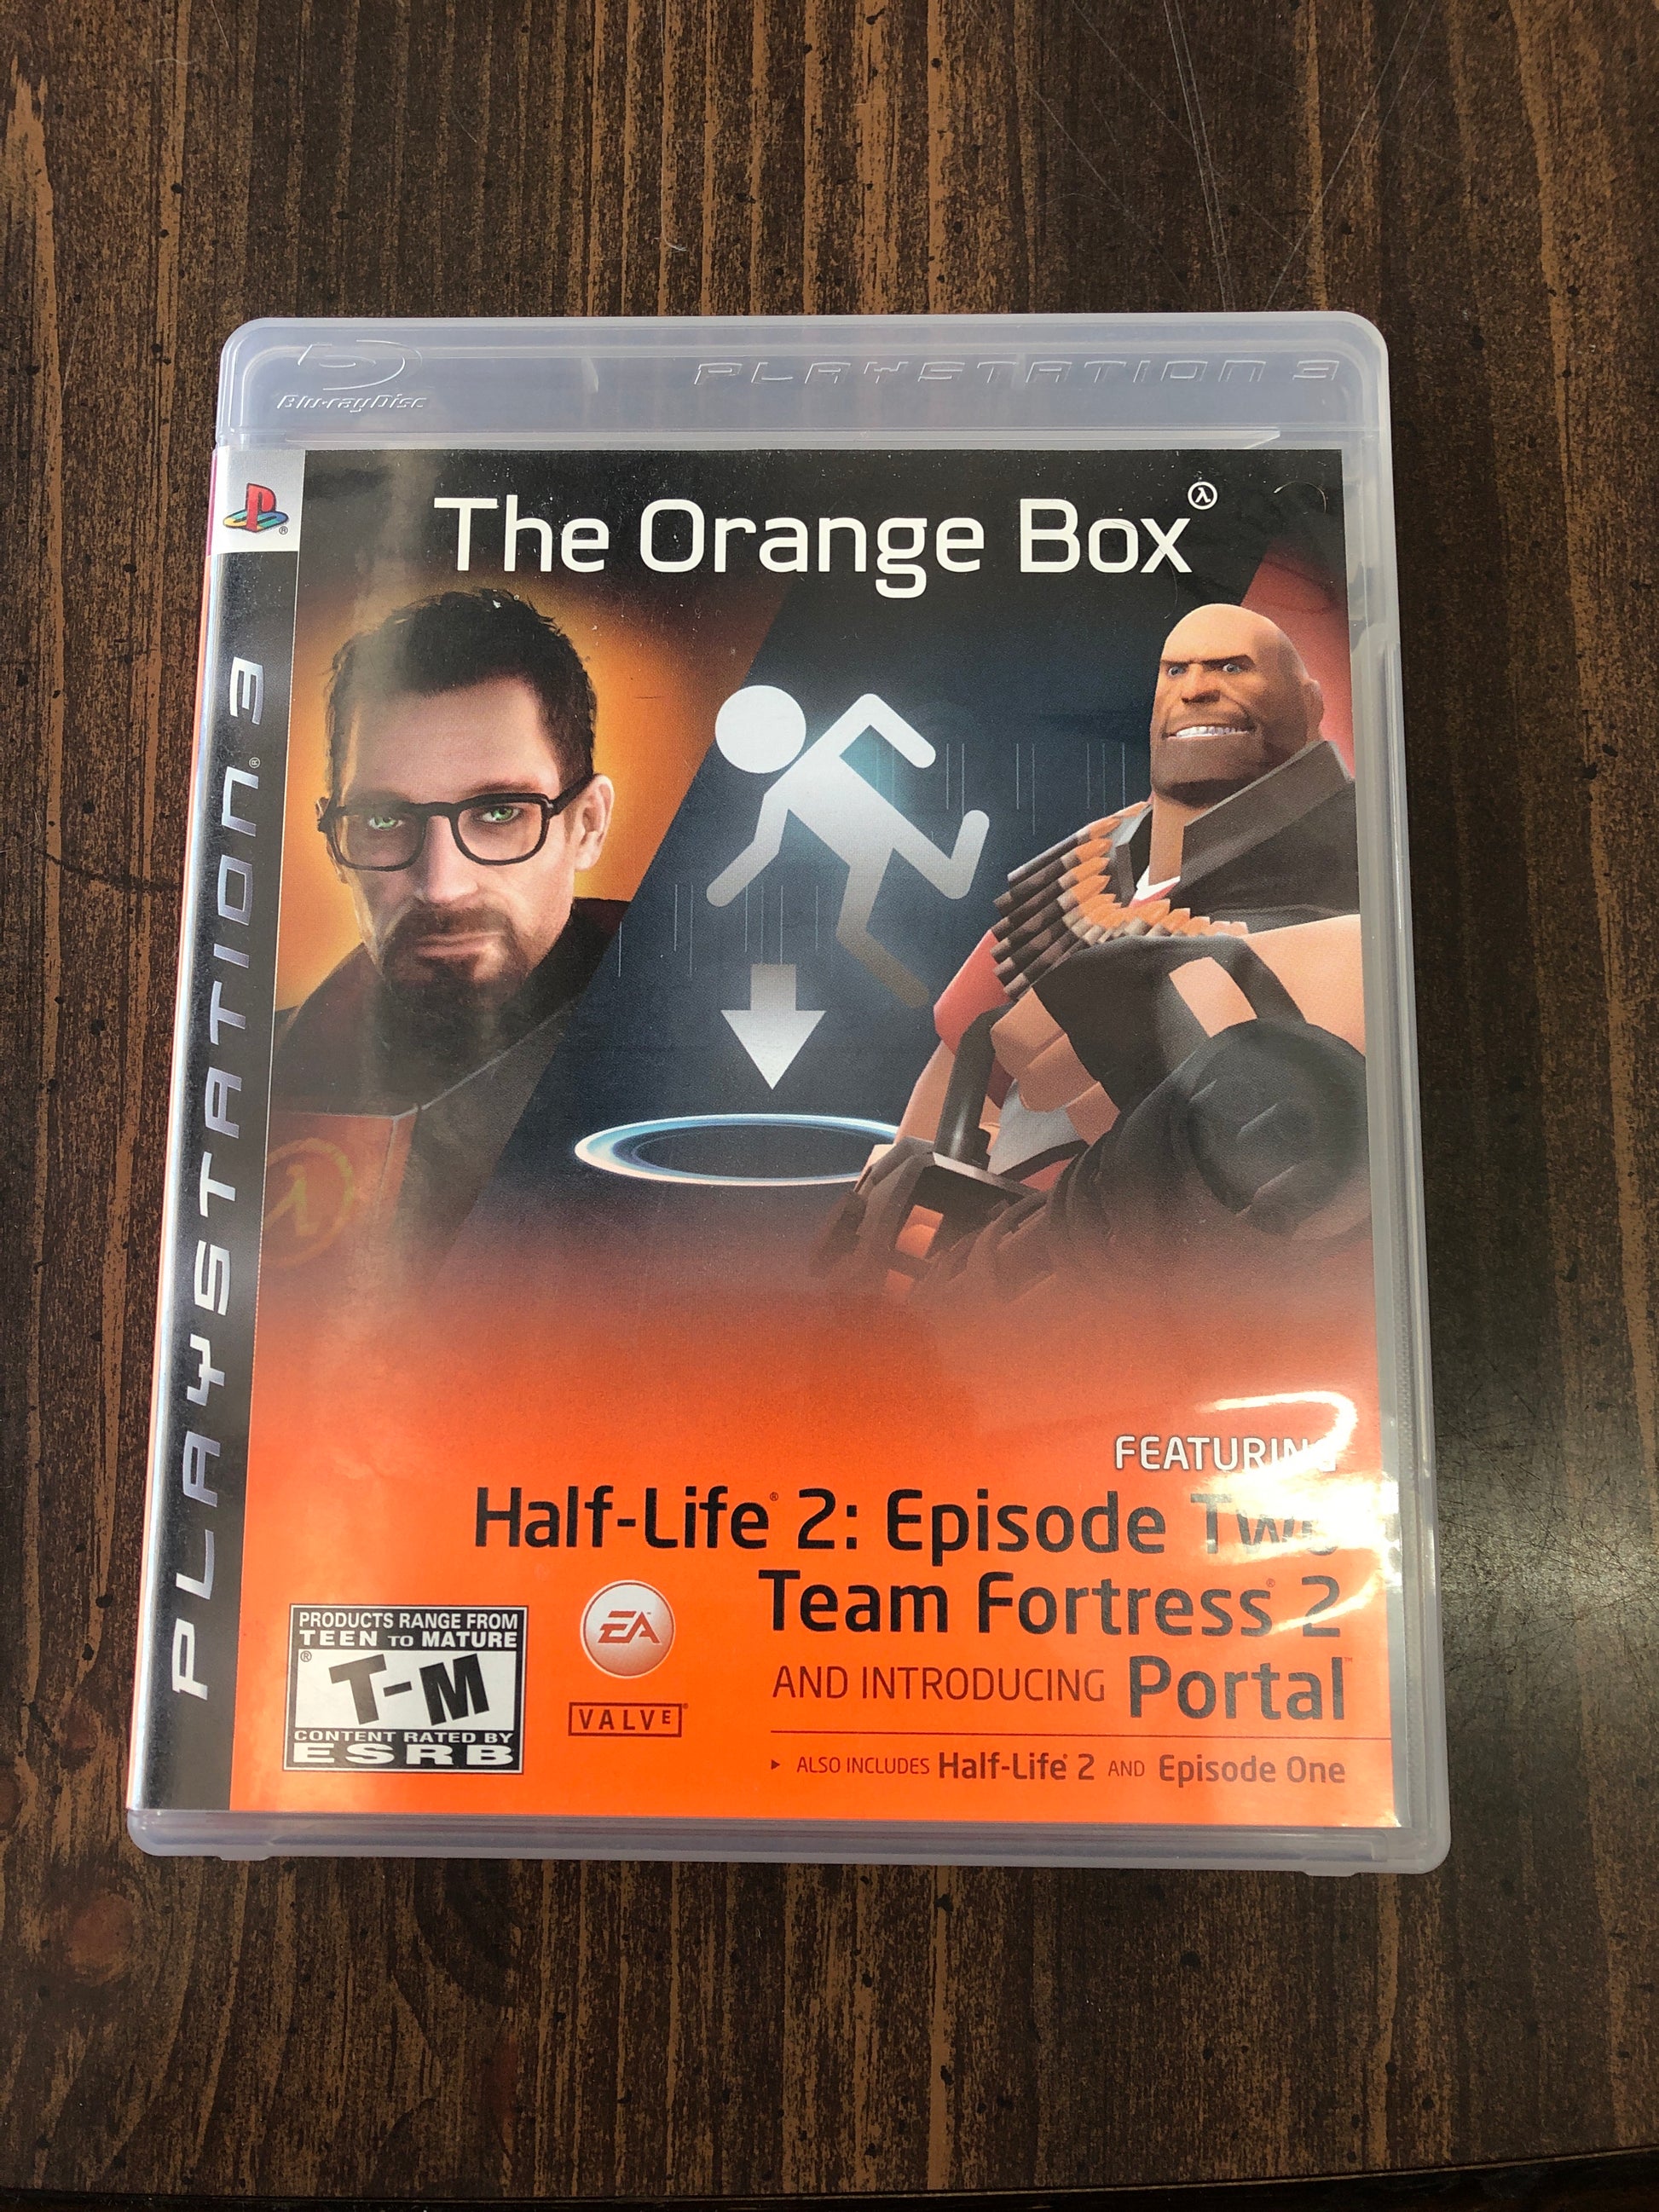 Blu-ray Disc
PLAYSTATION 3
The Orange Box
PLAYSTATION®3
FEATURING
Half-Life® 2: Episode Two
Team Fortress® 2
AND INTRODUCING Portal™
▸ ALSO INCLUDES Half-Life® 2 AND Episode One
PRODUCTS RANGE FROM
TEEN TO MATURE
T-M
®
CONTENT RATED BY
ESRB
EA™
VALVE®